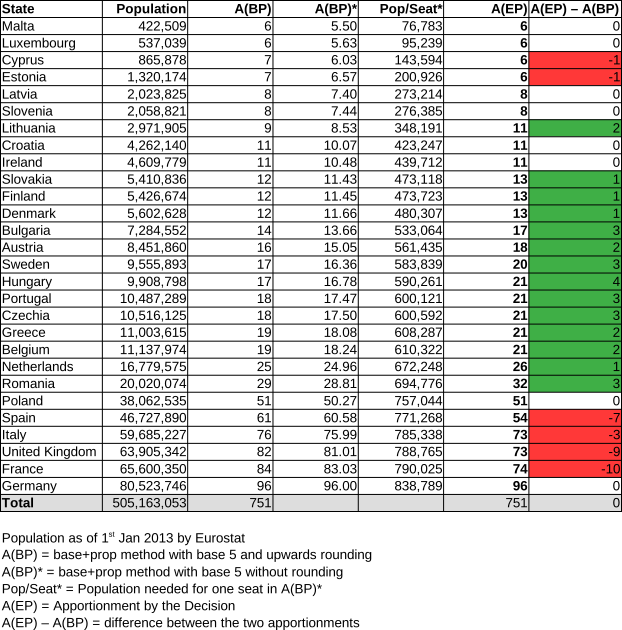 State Population A(BP) A(BP)* Pop/Seat* A(EP) A(EP) – A(BP)
Malta 422,509 6 5.50 76,783 6 0
Luxembourg 537,039 6 5.63 95,239 6 0
Cyprus 865,878 7 6.03 143,594 6 -1
Estonia 1,320,174 7 6.57 200,926 6 -1
Latvia 2,023,825 8 7.40 273,214 8 0
Slovenia 2,058,821 8 7.44 276,385 8 0
Lithuania 2,971,905 9 8.53 348,191 11 2
Croatia 4,262,140 11 10.07 423,247 11 0
Ireland 4,609,779 11 10.48 439,712 11 0
Slovakia 5,410,836 12 11.43 473,118 13 1
Finland 5,426,674 12 11.45 473,723 13 1
Denmark 5,602,628 12 11.66 480,307 13 1
Bulgaria 7,284,552 14 13.66 533,064 17 3
Austria 8,451,860 16 15.05 561,435 18 2
Sweden 9,555,893 17 16.36 583,839 20 3
Hungary 9,908,798 17 16.78 590,261 21 4
Portugal 10,487,289 18 17.47 600,121 21 3
Czechia 10,516,125 18 17.50 600,592 21 3
Greece 11,003,615 19 18.08 608,287 21 2
Belgium 11,137,974 19 18.24 610,322 21 2
Netherlands 16,779,575 25 24.96 672,248 26 1
Romania 20,020,074 29 28.81 694,776 32 3
Poland 38,062,535 51 50.27 757,044 51 0
Spain 46,727,890 61 60.58 771,268 54 -7
Italy 59,685,227 76 75.99 785,338 73 -3
United Kingdom 63,905,342 82 81.01 788,765 73 -9
France 65,600,350 84 83.03 790,025 74 -10
Germany 80,523,746 96 96.00 838,789 96 0
Total 505,163,053 751 751 0
Population as of 1st Jan 2013 by Eurostat
A(BP) = base+prop method with base 5 and upwards rounding
A(BP)* = base+prop method with base 5 without rounding
Pop/Seat* = Population needed for one seat in A(BP)*
A(EP) = Apportionment by the Decision
A(EP) – A(BP) = difference between the two apportionments